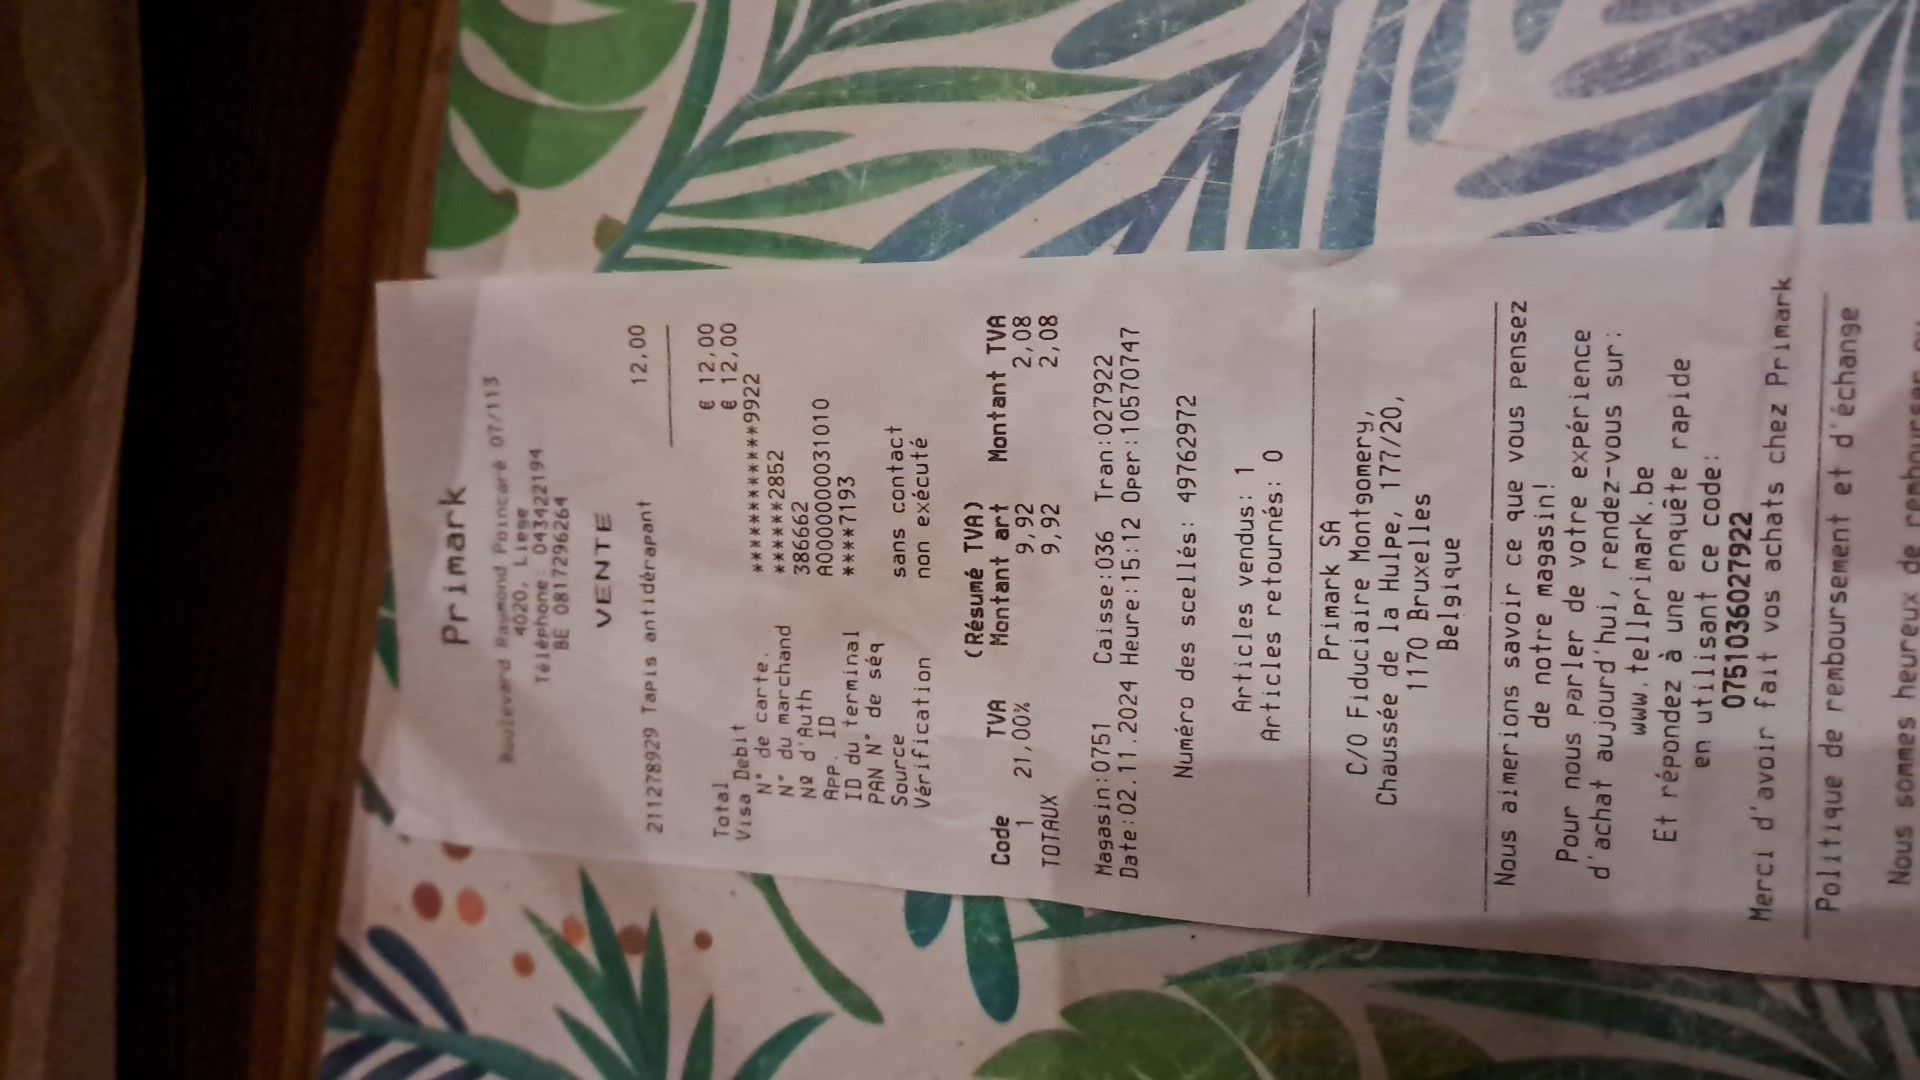 Primark
Boulevard Raymond Poincaré 07/113
4020, Liege
Téléphone: 043422194
BE 0817296264
VENTE
211278929 Tapis antidérapant 12,00
Total € 12,00
Visa Debit € 12,00
N° de carte. ************9922
N° du marchand ******2852
Nº d'Auth 386662
App. ID A0000000031010
ID du terminal ****7193
PAN N° de séq
Source sans contact
Vérification non exécuté
(Résumé TVA)
Code TVA Montant art Montant TVA
1 21,00% 9,92 2,08
TOTAUX 9,92 2,08
Magasin:0751 Caisse:036 Tran:027922
Date:02.11.2024 Heure:15:12 Oper:10570747
Numéro des scellés: 49762972
Articles vendus: 1
Articles retournés: 0
Primark SA
C/O Fiduciaire Montgomery,
Chaussée de la Hulpe, 177/20,
1170 Bruxelles
Belgique
Nous aimerions savoir ce que vous pensez
de notre magasin!
Pour nous parler de votre expérience
d'achat aujourd'hui, rendez-vous sur:
www.tellprimark.be
Et répondez à une enquête rapide
en utilisant ce code:
0751036027922
Merci d'avoir fait vos achats chez Primark
Politique de remboursement et d'échange
Nous sommes heureux de rembourser ou